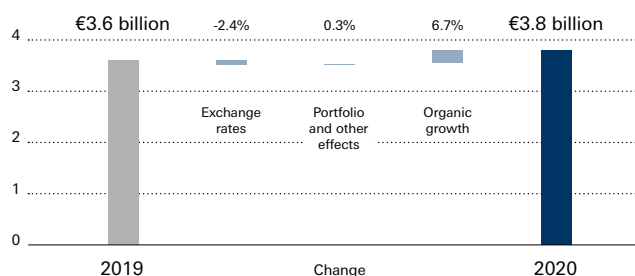 €3.6 billion -2.4% 0.3% 6.7% €3.8 billion
4
3
Exchange rates
Portfolio and other effects
Organic growth
2
1
0
2019 Change 2020